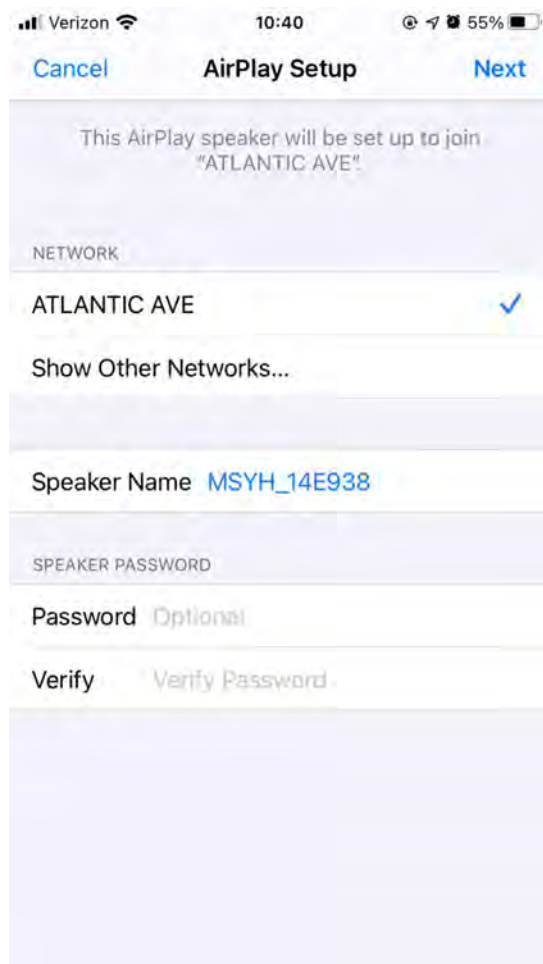 Verizon 10:40 55%
Cancel AirPlay Setup Next
This AirPlay speaker will be set up to join
"ATLANTIC AVE".
NETWORK
ATLANTIC AVE
Show Other Networks...
Speaker Name MSYH_14E938
SPEAKER PASSWORD
Password Optional
Verify Verify Password